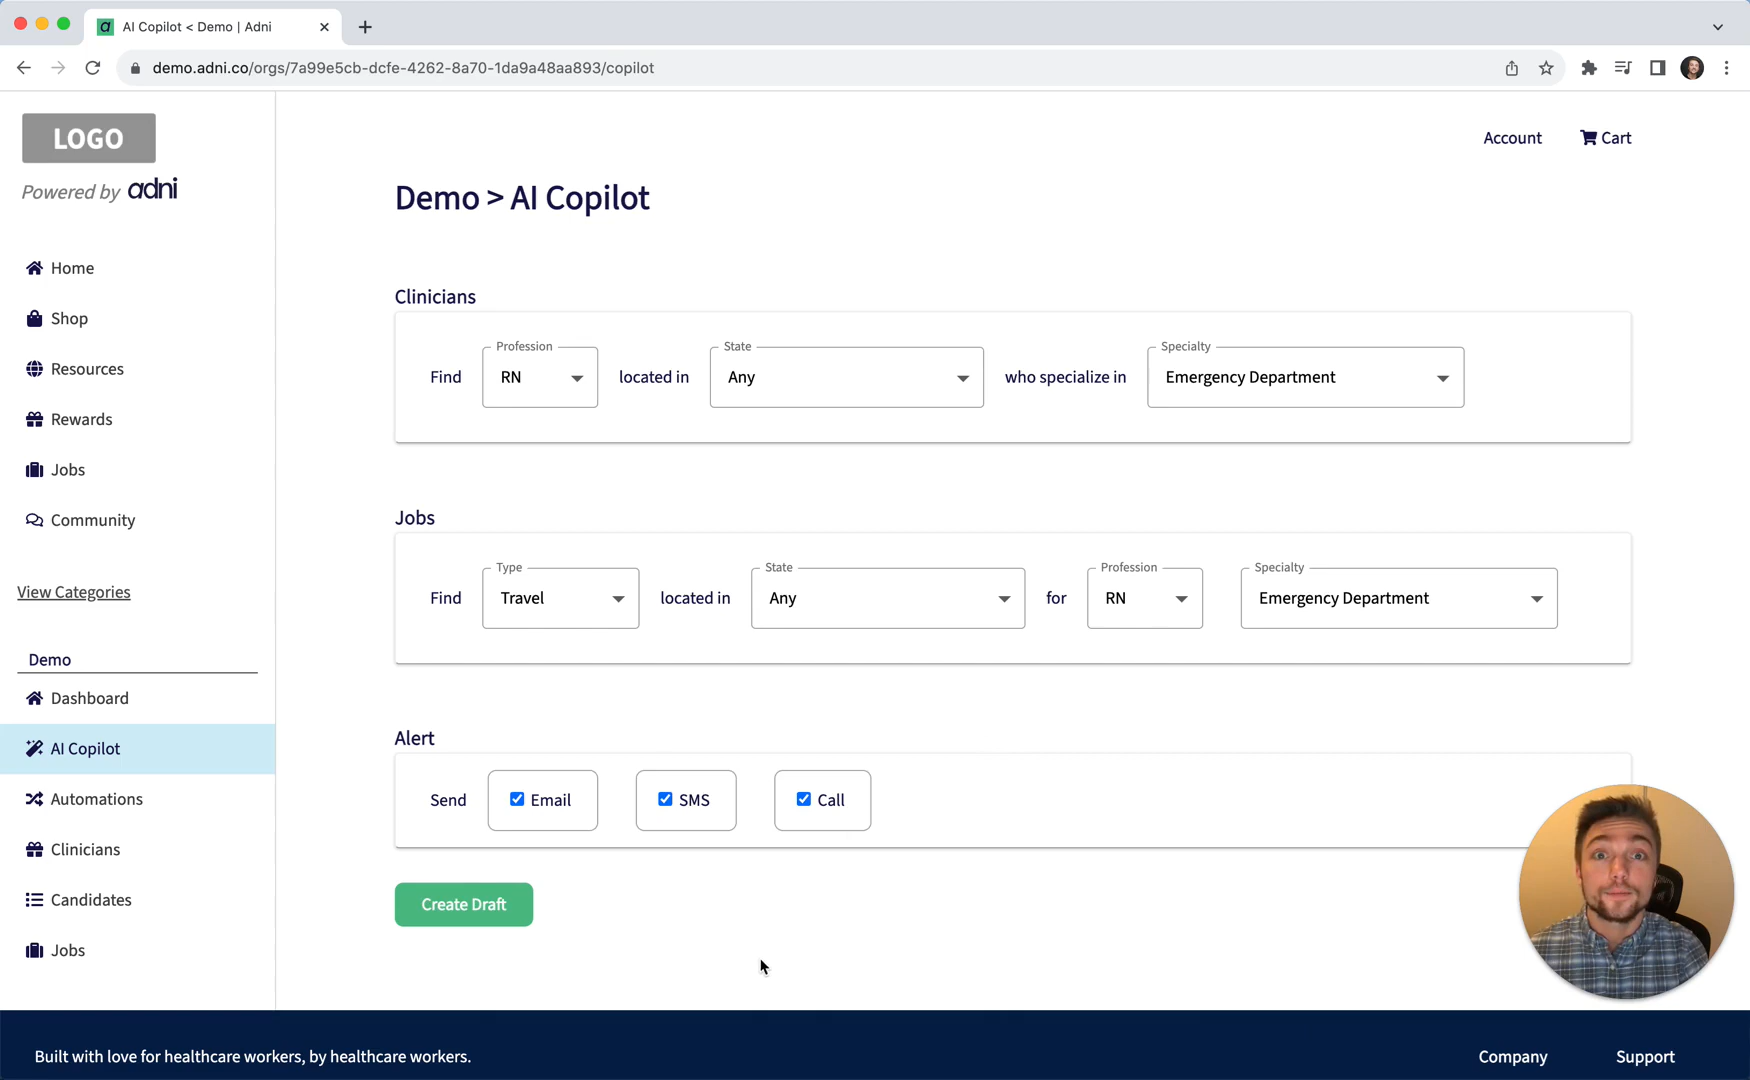 AI Copilot < Demo | Adni
demo.adni.co/orgs/7a99e5cb-dcfe-4262-8a70-1da9a48aa893/copilot
LOGO
Powered by adni
Account
Cart
Demo > AI Copilot
Home
Shop
Resources
Rewards
Jobs
Community
View Categories
Demo
Dashboard
AI Copilot
Automations
Clinicians
Candidates
Jobs
Clinicians
Profession
State
Specialty
Find RN located in Any who specialize in Emergency Department
Jobs
Type
State
Profession
Specialty
Find Travel located in Any for RN Emergency Department
Alert
Send Email SMS Call
Create Draft
Built with love for healthcare workers, by healthcare workers.
Company
Support